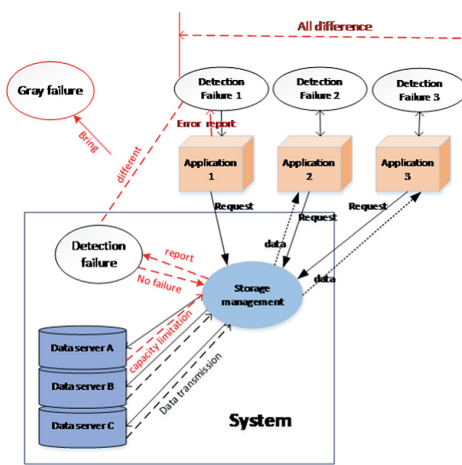 All difference
Gray failure
Detection
Failure 1
Detection
Failure 2
Detection
Failure 3
Bring
different
Error report
Application
1
Application
2
Application
3
Request
Request
Request
data
data
Detection
failure
report
No failure
Storage
management
capacity limitation
Data transmission
Data server A
Data server B
Data server C
System